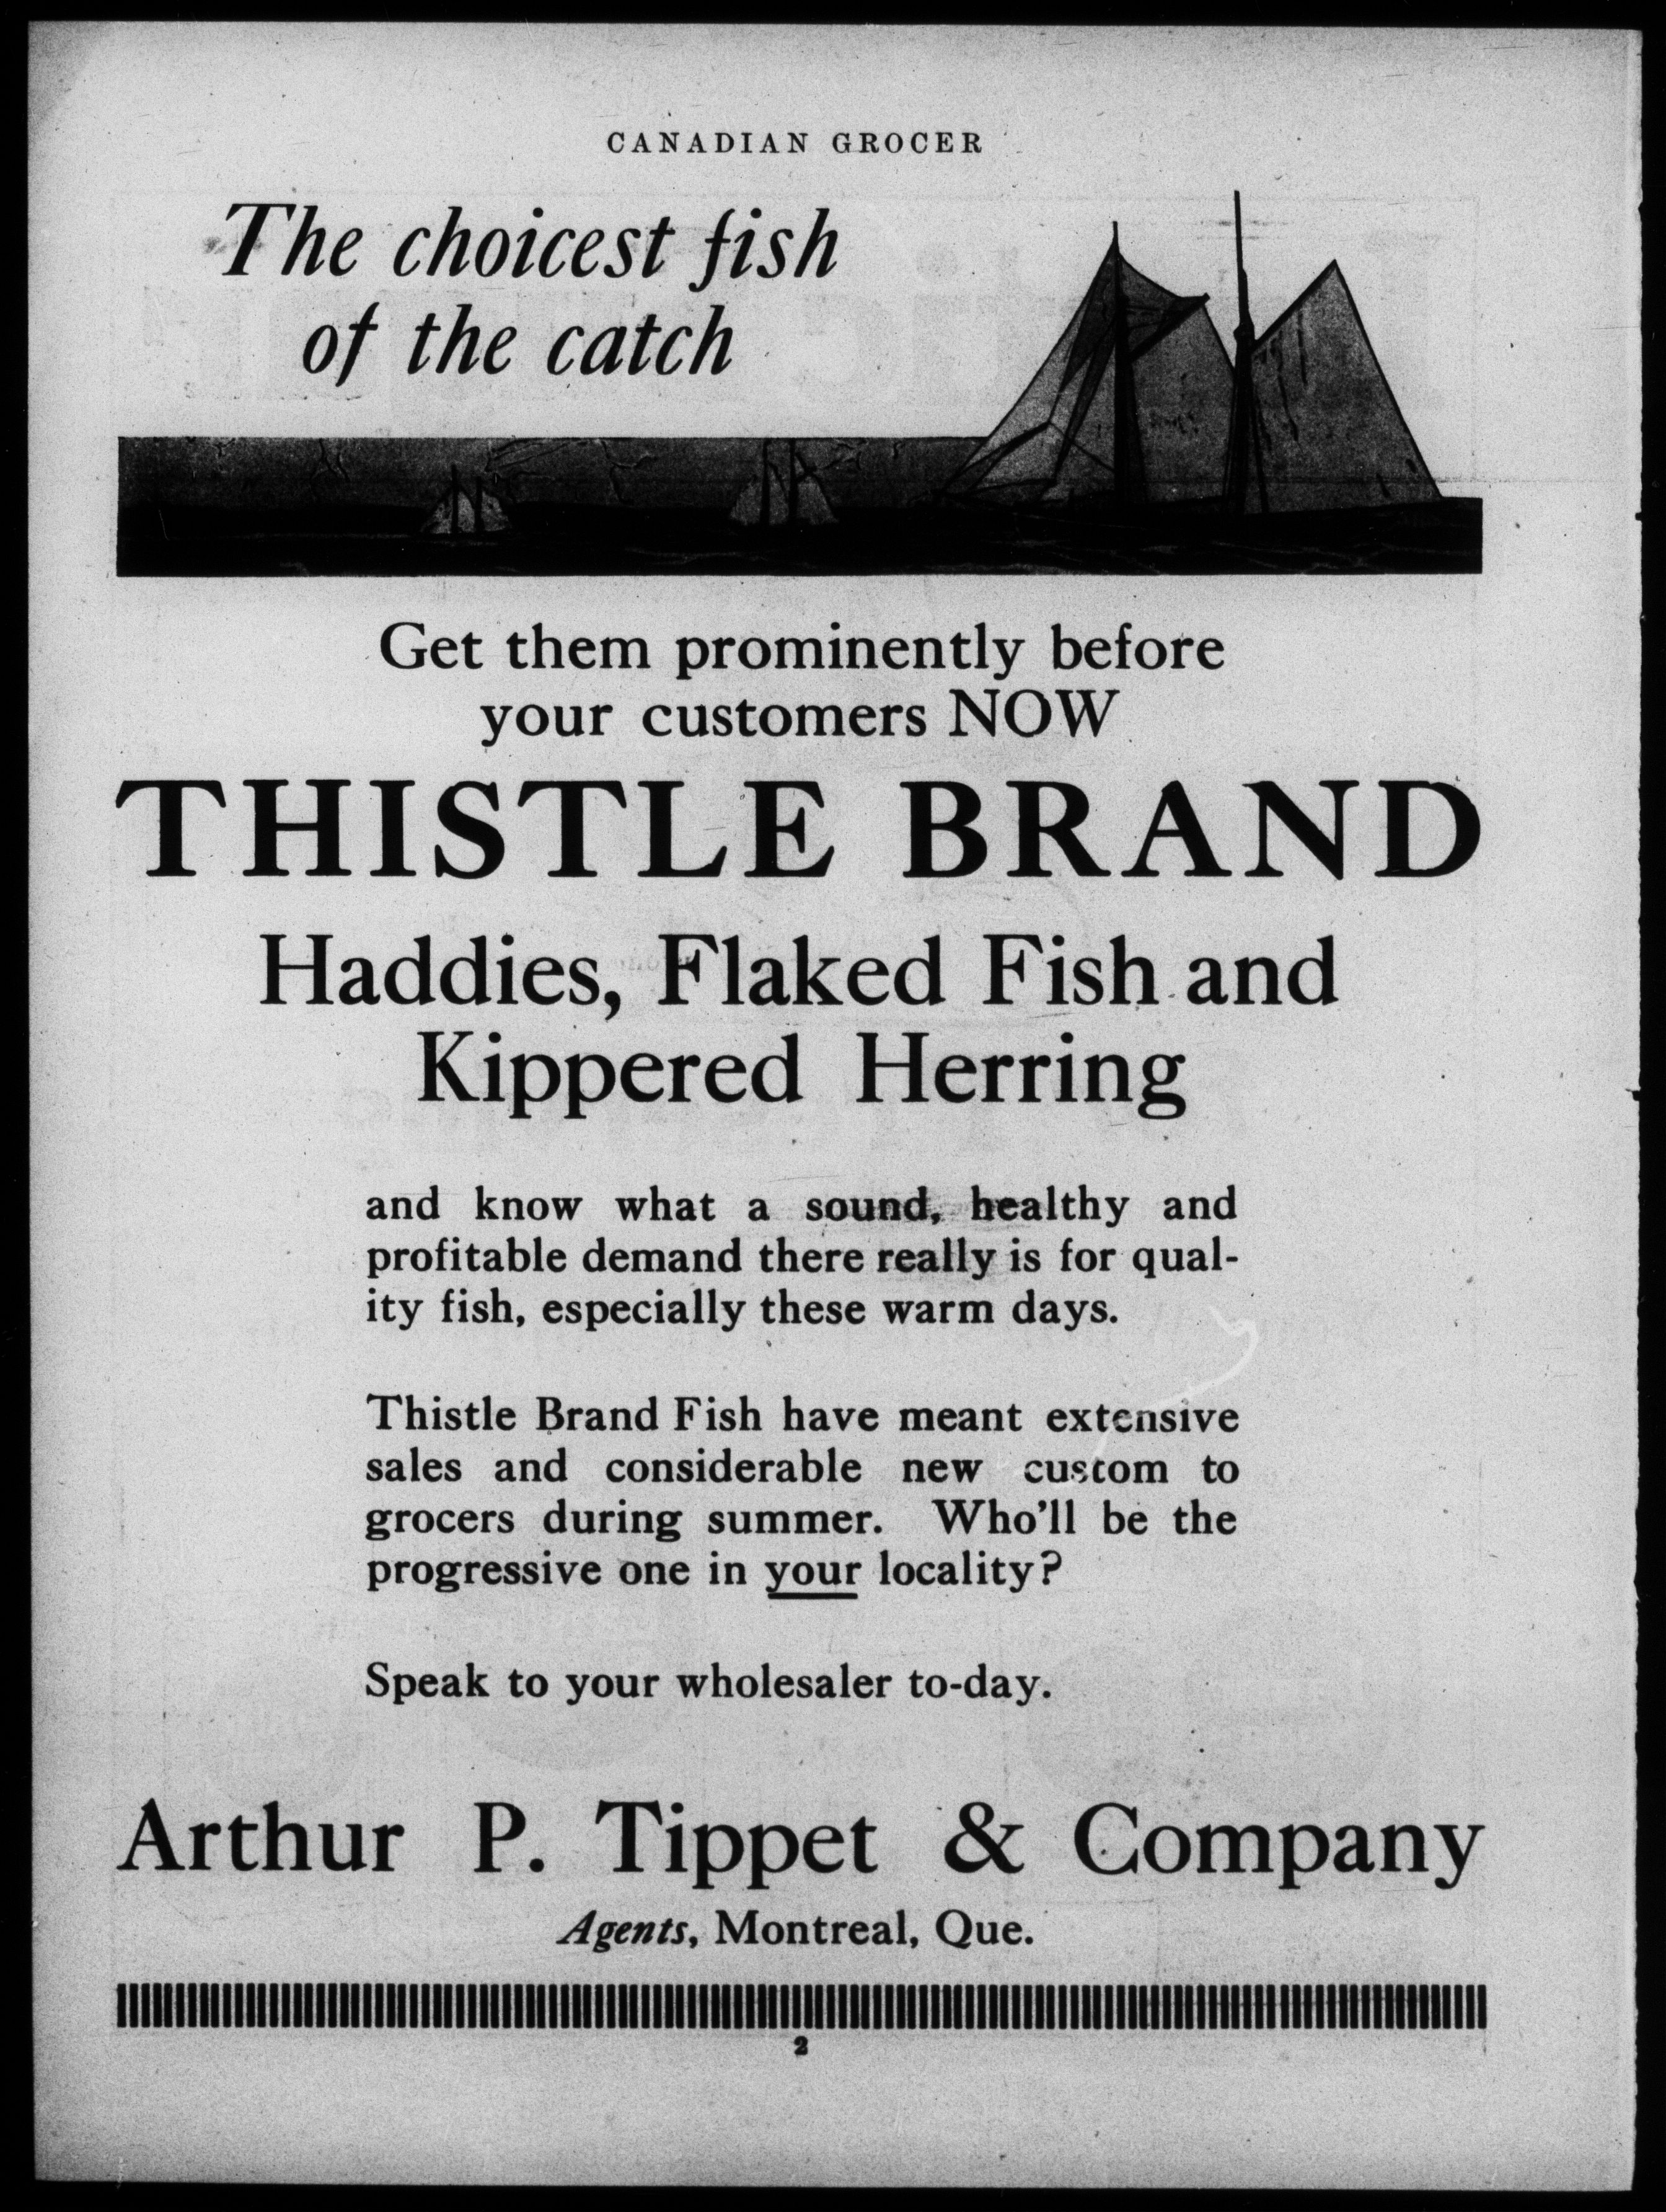 CANADIAN GROCER
The choicest fish
of the catch
Get them prominently before
your customers NOW
THISTLE BRAND
Haddies, Flaked Fish and
Kippered Herring
and know what a sound, healthy and
profitable demand there really is for qual-
ity fish, especially these warm days.
Thistle Brand Fish have meant extensive
sales and considerable new custom to
grocers during summer. Who'll be the
progressive one in your locality?
Speak to your wholesaler to-day.
Arthur P. Tippet & Company
Agents, Montreal, Que.
2